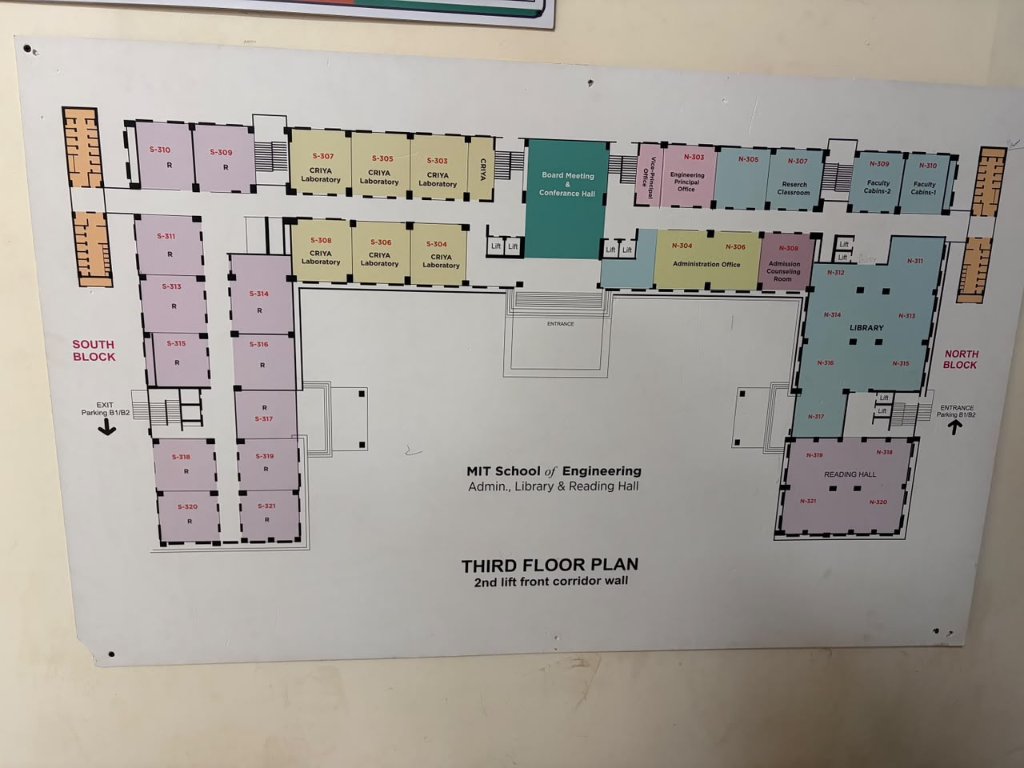 S-310
R
S-309
R
S-307
CRIYA
Laboratory
S-305
CRIYA
Laboratory
S-303
CRIYA
Laboratory
CRIYA
Board Meeting
&
Conferance Hall
Vice-Principal
Office
N-303
Engineering
Principal
Office
N-305
N-307
Reserch
Classroom
N-309
Faculty
Cabins-2
N-310
Faculty
Cabins-1
S-311
R
S-308
CRIYA
Laboratory
S-306
CRIYA
Laboratory
S-304
CRIYA
Laboratory
Lift
Lift
Lift
Lift
N-304
N-306
Administration Office
N-308
Admission
Counseling
Room
Lift
Lift
N-311
N-312
S-313
R
S-314
R
N-314
N-313
LIBRARY
ENTRANCE
SOUTH
BLOCK
S-315
R
S-316
R
N-316
N-315
NORTH
BLOCK
EXIT
Parking B1/B2
R
S-317
N-317
Lift
Lift
ENTRANCE
Parking B1/B2
S-318
R
S-319
R
N-319
N-318
READING HALL
MIT School of Engineering
Admin., Library & Reading Hall
S-320
R
S-321
R
N-321
N-320
THIRD FLOOR PLAN
2nd lift front corridor wall